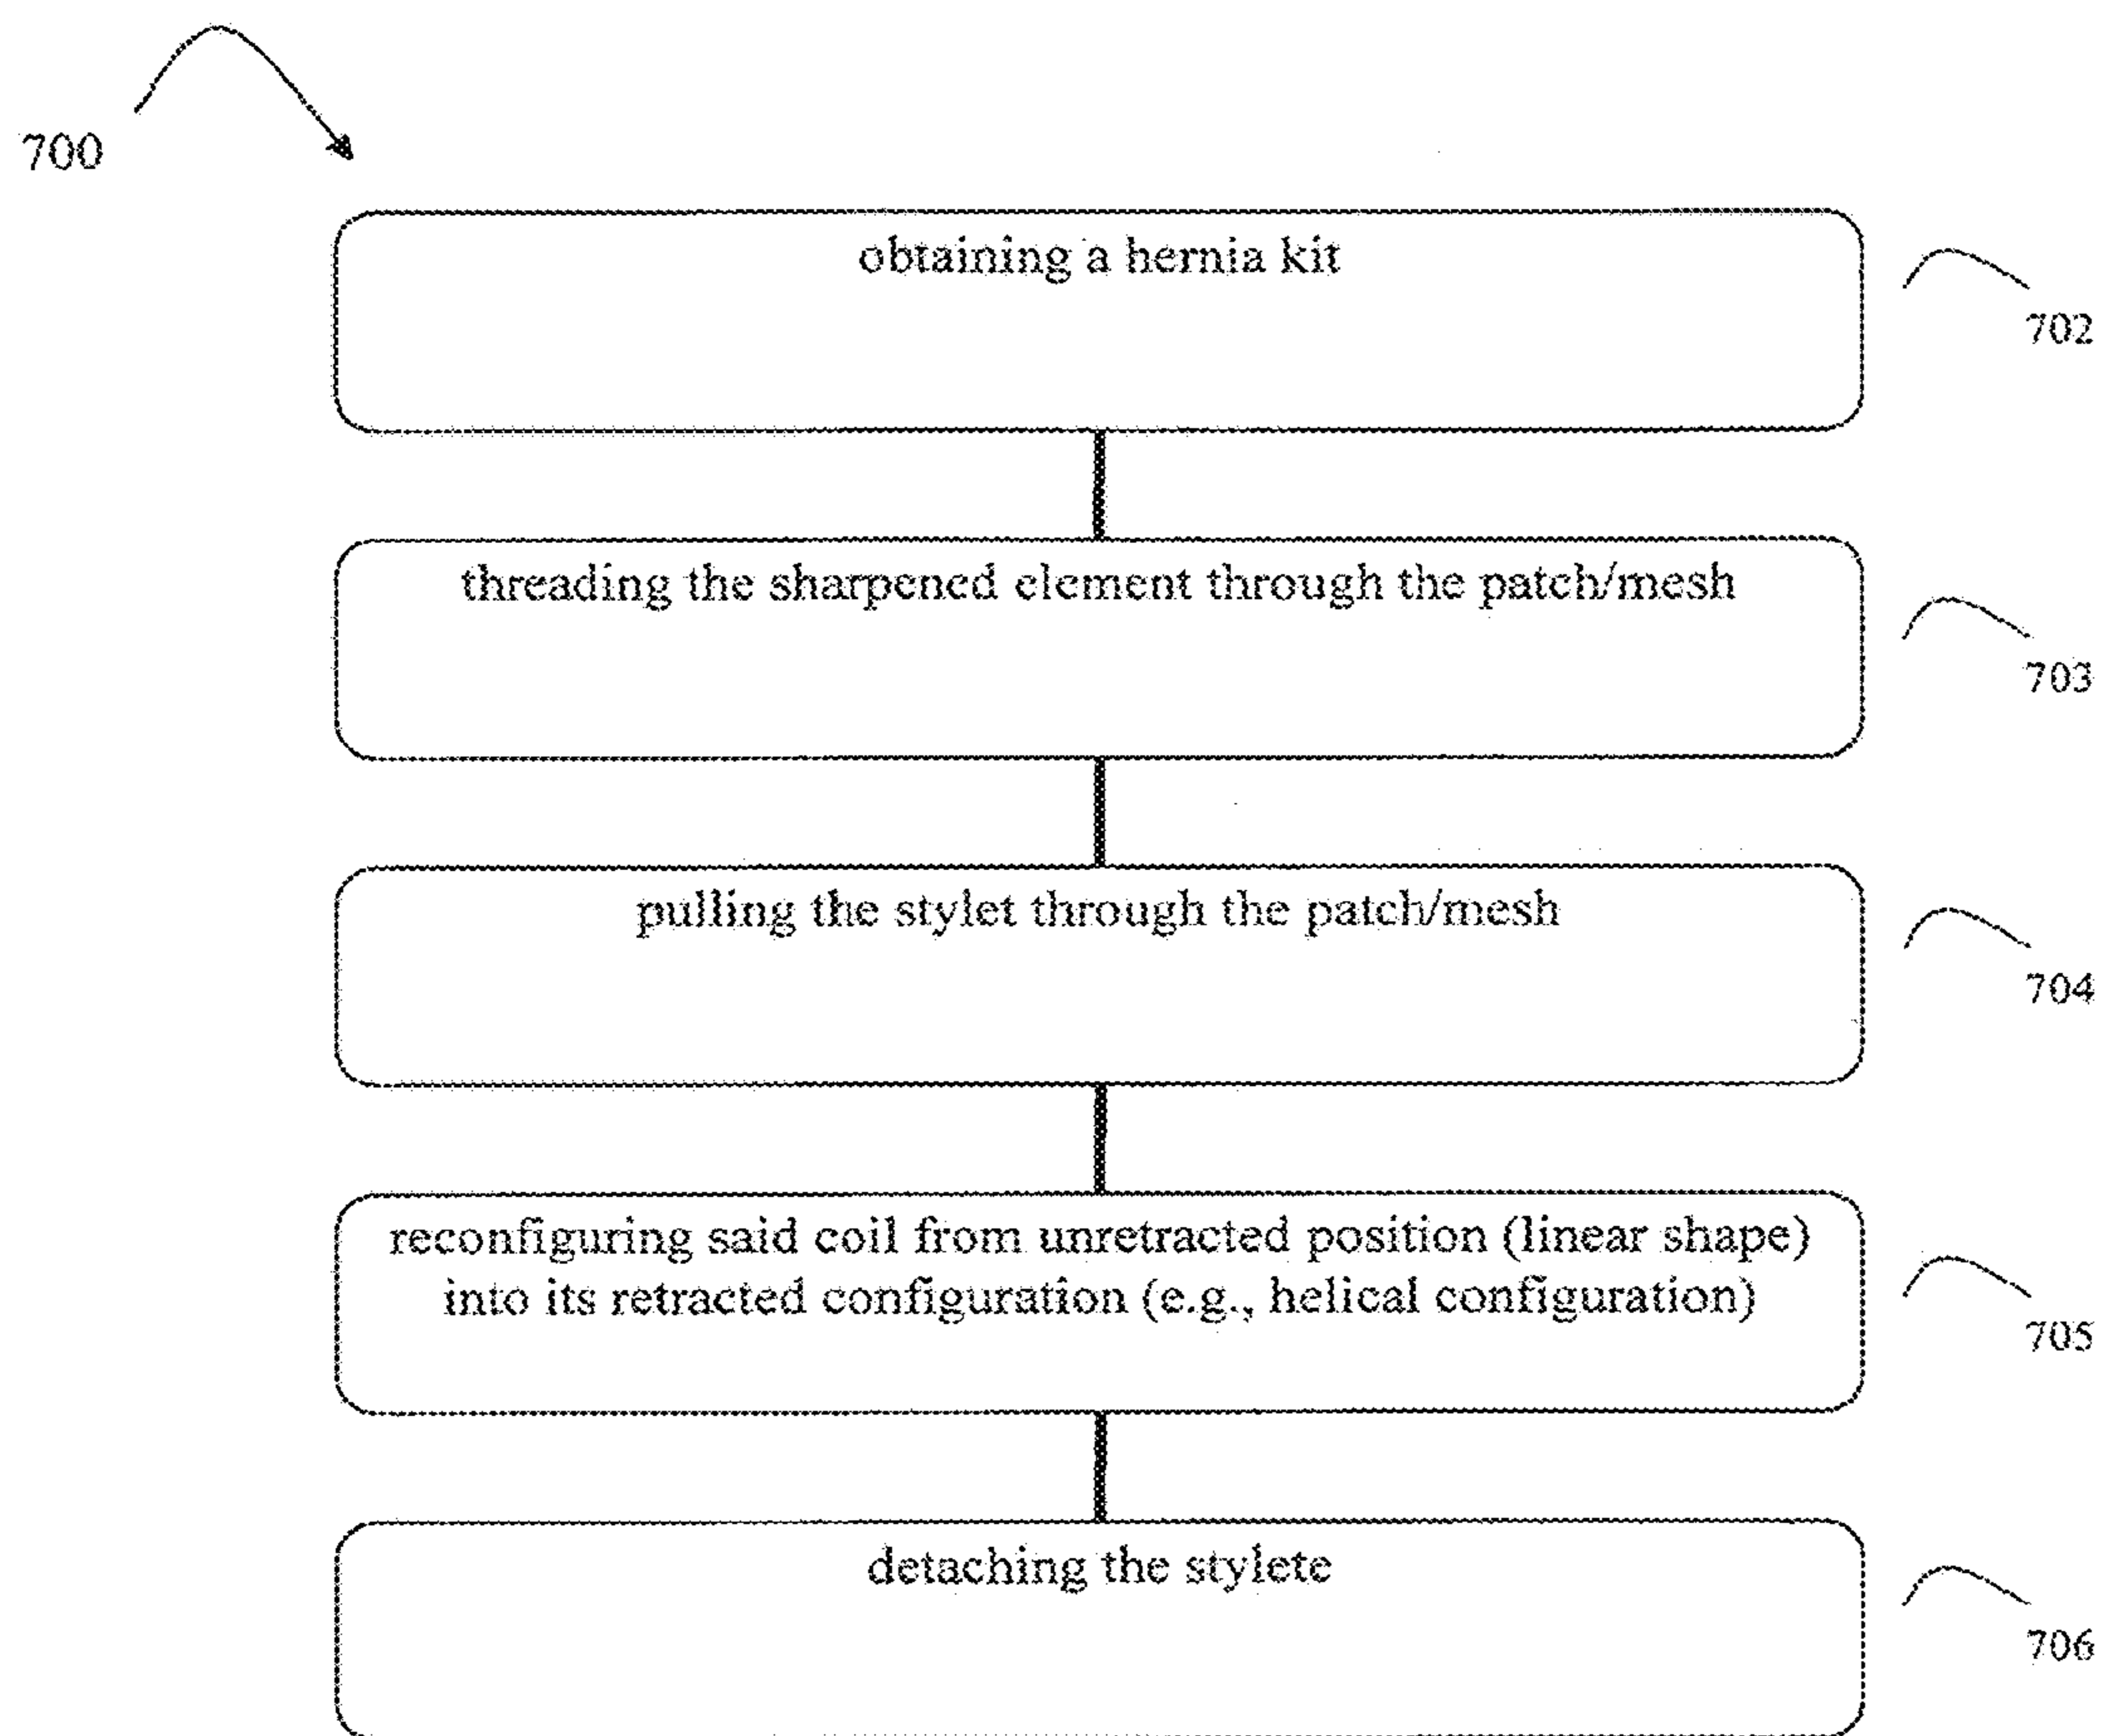 700
obtaining a hernia kit
702
threading the sharpened element through the patch/mesh
703
pulling the stylet through the patch/mesh
704
reconfiguring said coil from unretracted position (linear shape)
into its retracted configuration (e.g., helical configuration)
705
detaching the stylete
706